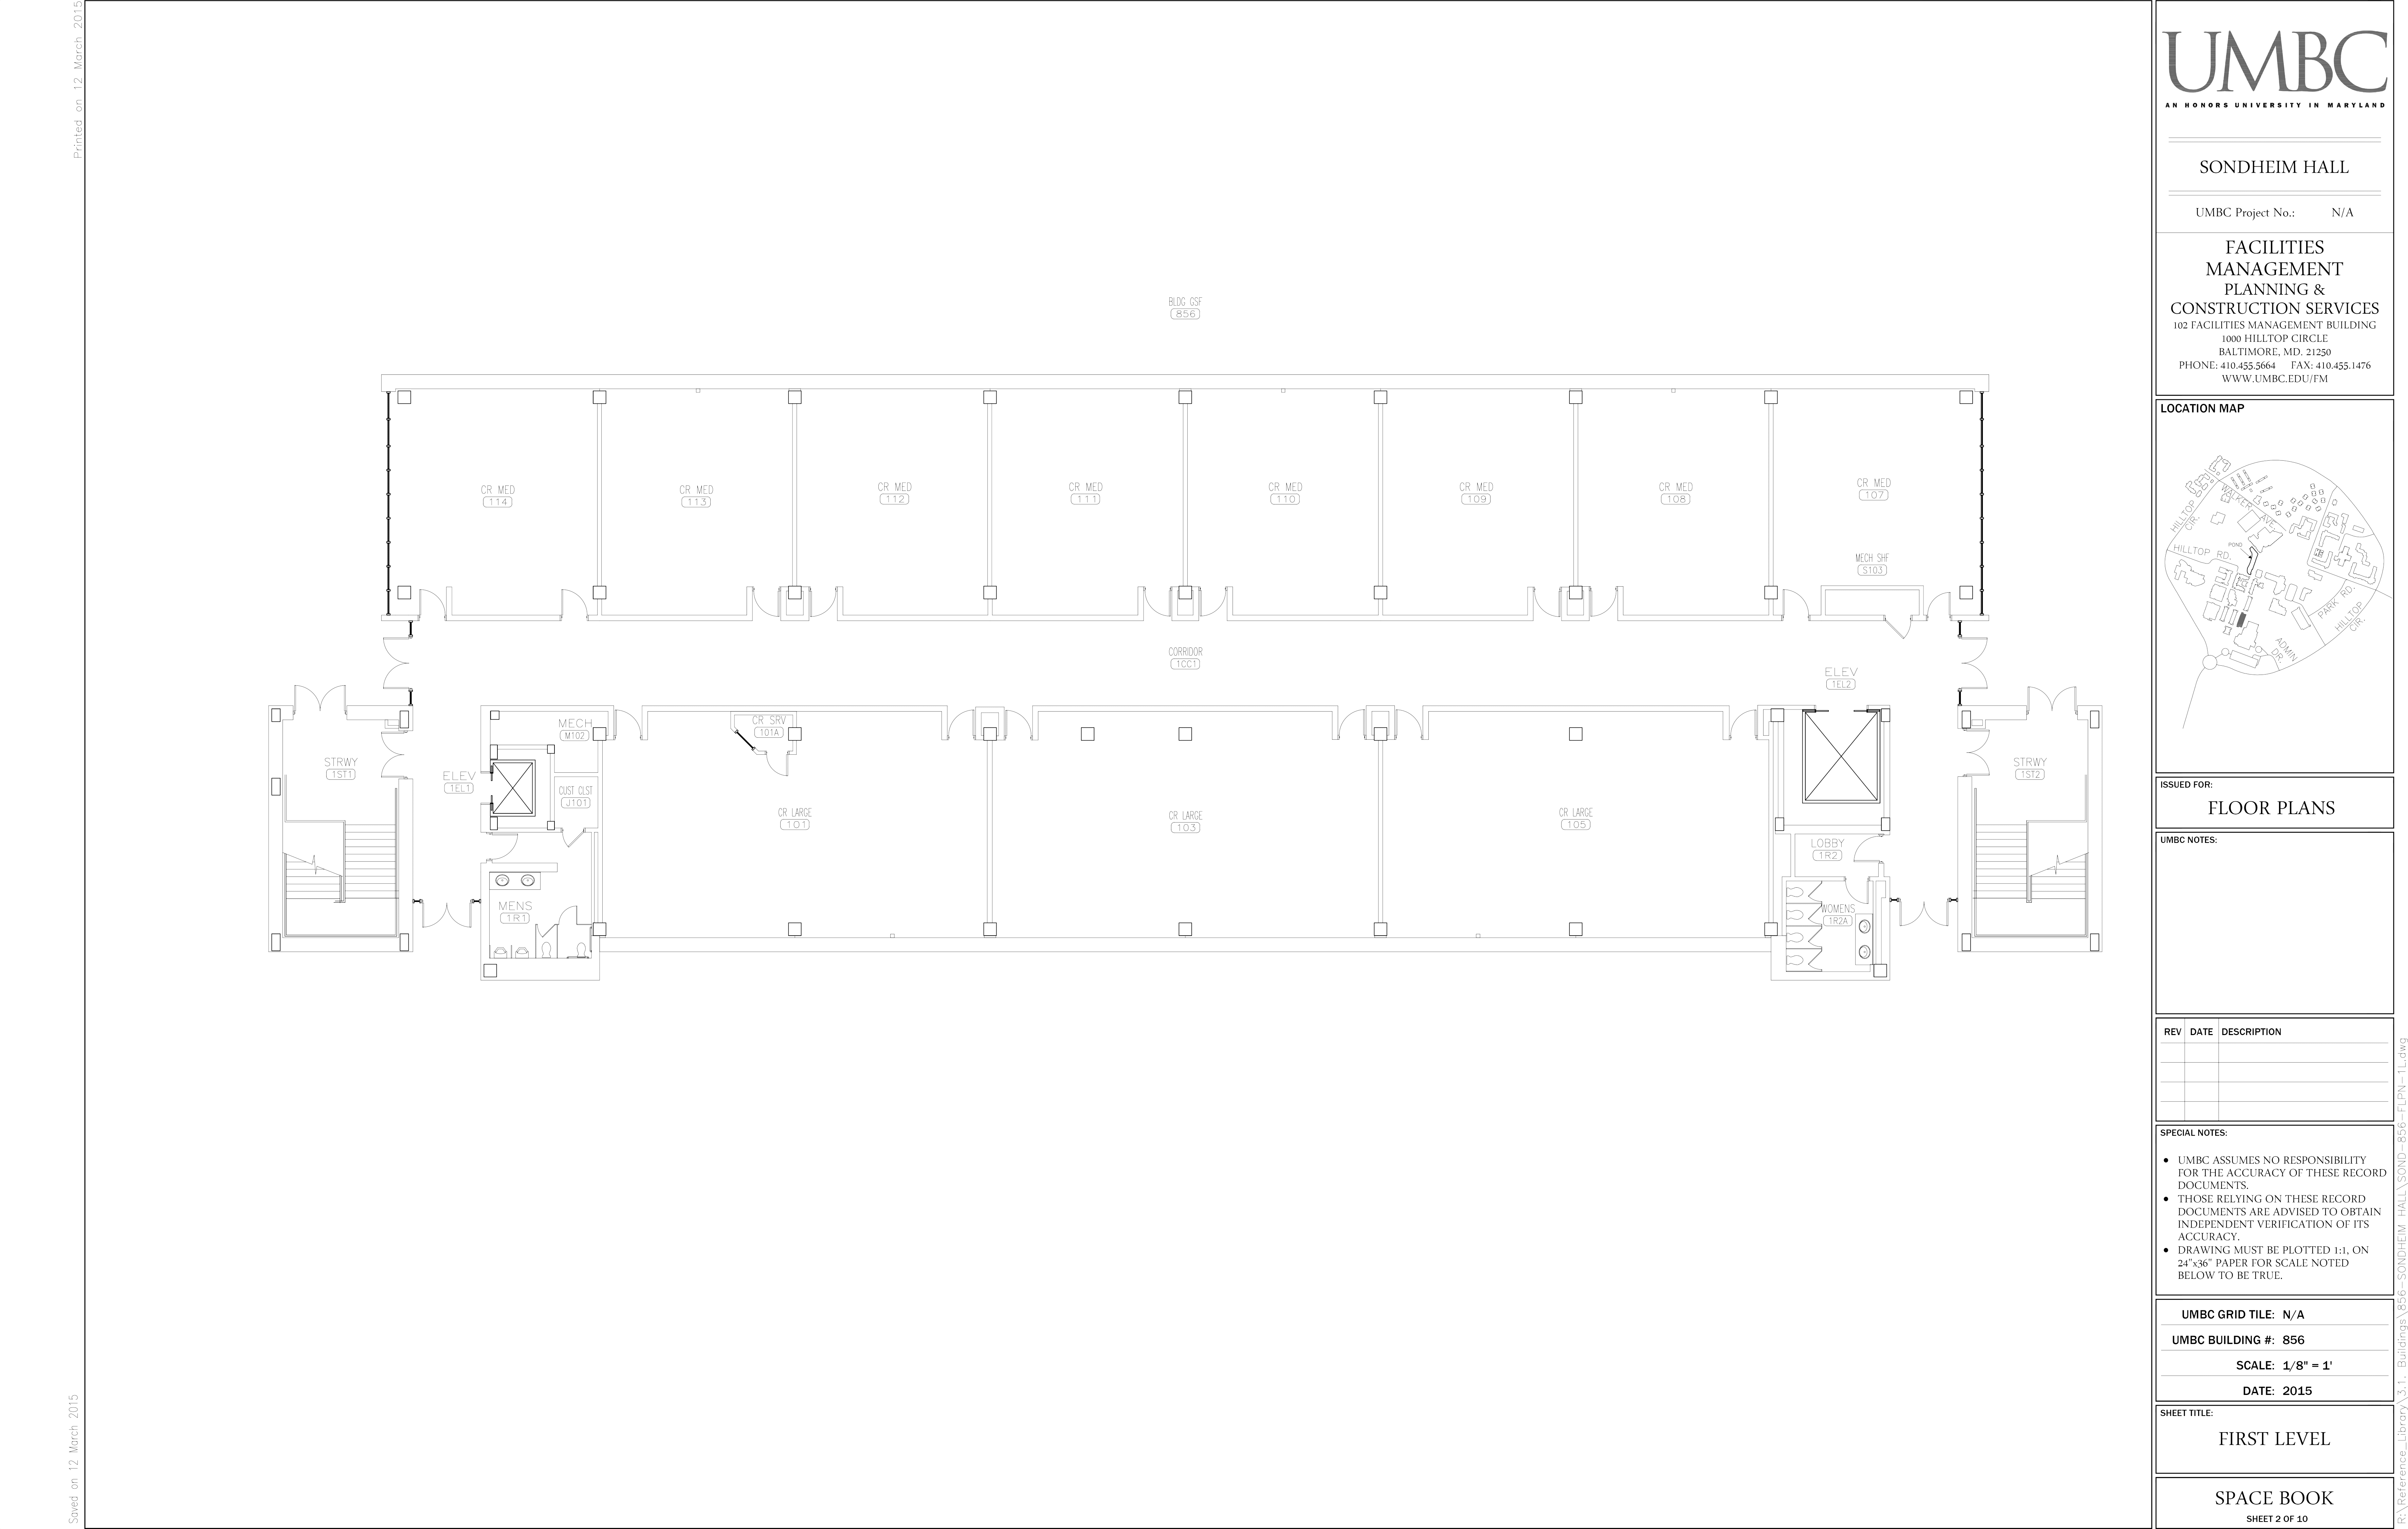 Printed on 12 March 2015
Saved on 12 March 2015
BLDG GSF
856
CR MED
114
CR MED
113
CR MED
112
CR MED
111
CR MED
110
CR MED
109
CR MED
108
CR MED
107
MECH SHF
S103
CORRIDOR
1CC1
ELEV
1EL2
STRWY
1ST1
ELEV
1EL1
MECH
M102
CUST CLST
J101
CR SRV
101A
CR LARGE
101
CR LARGE
103
CR LARGE
105
LOBBY
1R2
WOMENS
1R2A
MENS
1R1
STRWY
1ST2
UMBC
AN HONORS UNIVERSITY IN MARYLAND
SONDHEIM HALL
UMBC Project No.: N/A
FACILITIES
MANAGEMENT
PLANNING &
CONSTRUCTION SERVICES
102 FACILITIES MANAGEMENT BUILDING
1000 HILLTOP CIRCLE
BALTIMORE, MD. 21250
PHONE: 410.455.5664 FAX: 410.455.1476
WWW.UMBC.EDU/FM
LOCATION MAP
HILLTOP
CIR.
WALKER AVE.
POND
HILLTOP RD.
PARK RD.
HILLTOP
CIR.
ADMIN
DR.
ISSUED FOR:
FLOOR PLANS
UMBC NOTES:
REV DATE DESCRIPTION
SPECIAL NOTES:
● UMBC ASSUMES NO RESPONSIBILITY
FOR THE ACCURACY OF THESE RECORD
DOCUMENTS.
● THOSE RELYING ON THESE RECORD
DOCUMENTS ARE ADVISED TO OBTAIN
INDEPENDENT VERIFICATION OF ITS
ACCURACY.
● DRAWING MUST BE PLOTTED 1:1, ON
24"x36" PAPER FOR SCALE NOTED
BELOW TO BE TRUE.
UMBC GRID TILE: N/A
UMBC BUILDING #: 856
SCALE: 1/8" = 1'
DATE: 2015
SHEET TITLE:
FIRST LEVEL
SPACE BOOK
SHEET 2 OF 10
R:\Reference_Library\3.1. Buildings\856-SONDHEIM HALL\SOND-856-FLPN-1L.dwg